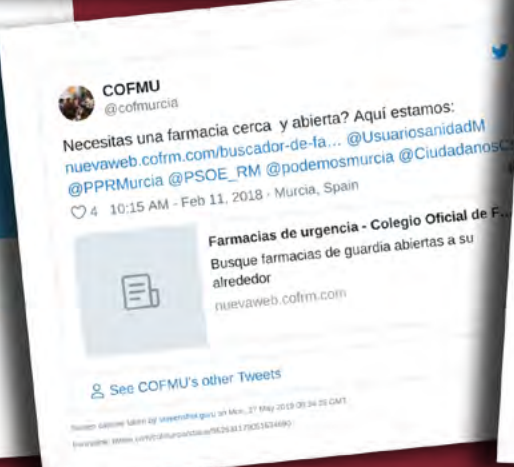 COFMU
@cofmurcia
Necesitas una farmacia cerca y abierta? Aquí estamos:
nuevaweb.cofrm.com/buscador-de-fa... @UsuariosanidadM
@PPRMurcia @PSOE_RM @podemosmurcia @CiudadanosCs
4 10:15 AM - Feb 11, 2018 · Murcia, Spain
Farmacias de urgencia - Colegio Oficial de F...
Busque farmacias de guardia abiertas a su
alrededor
nuevaweb.cofrm.com
See COFMU's other Tweets